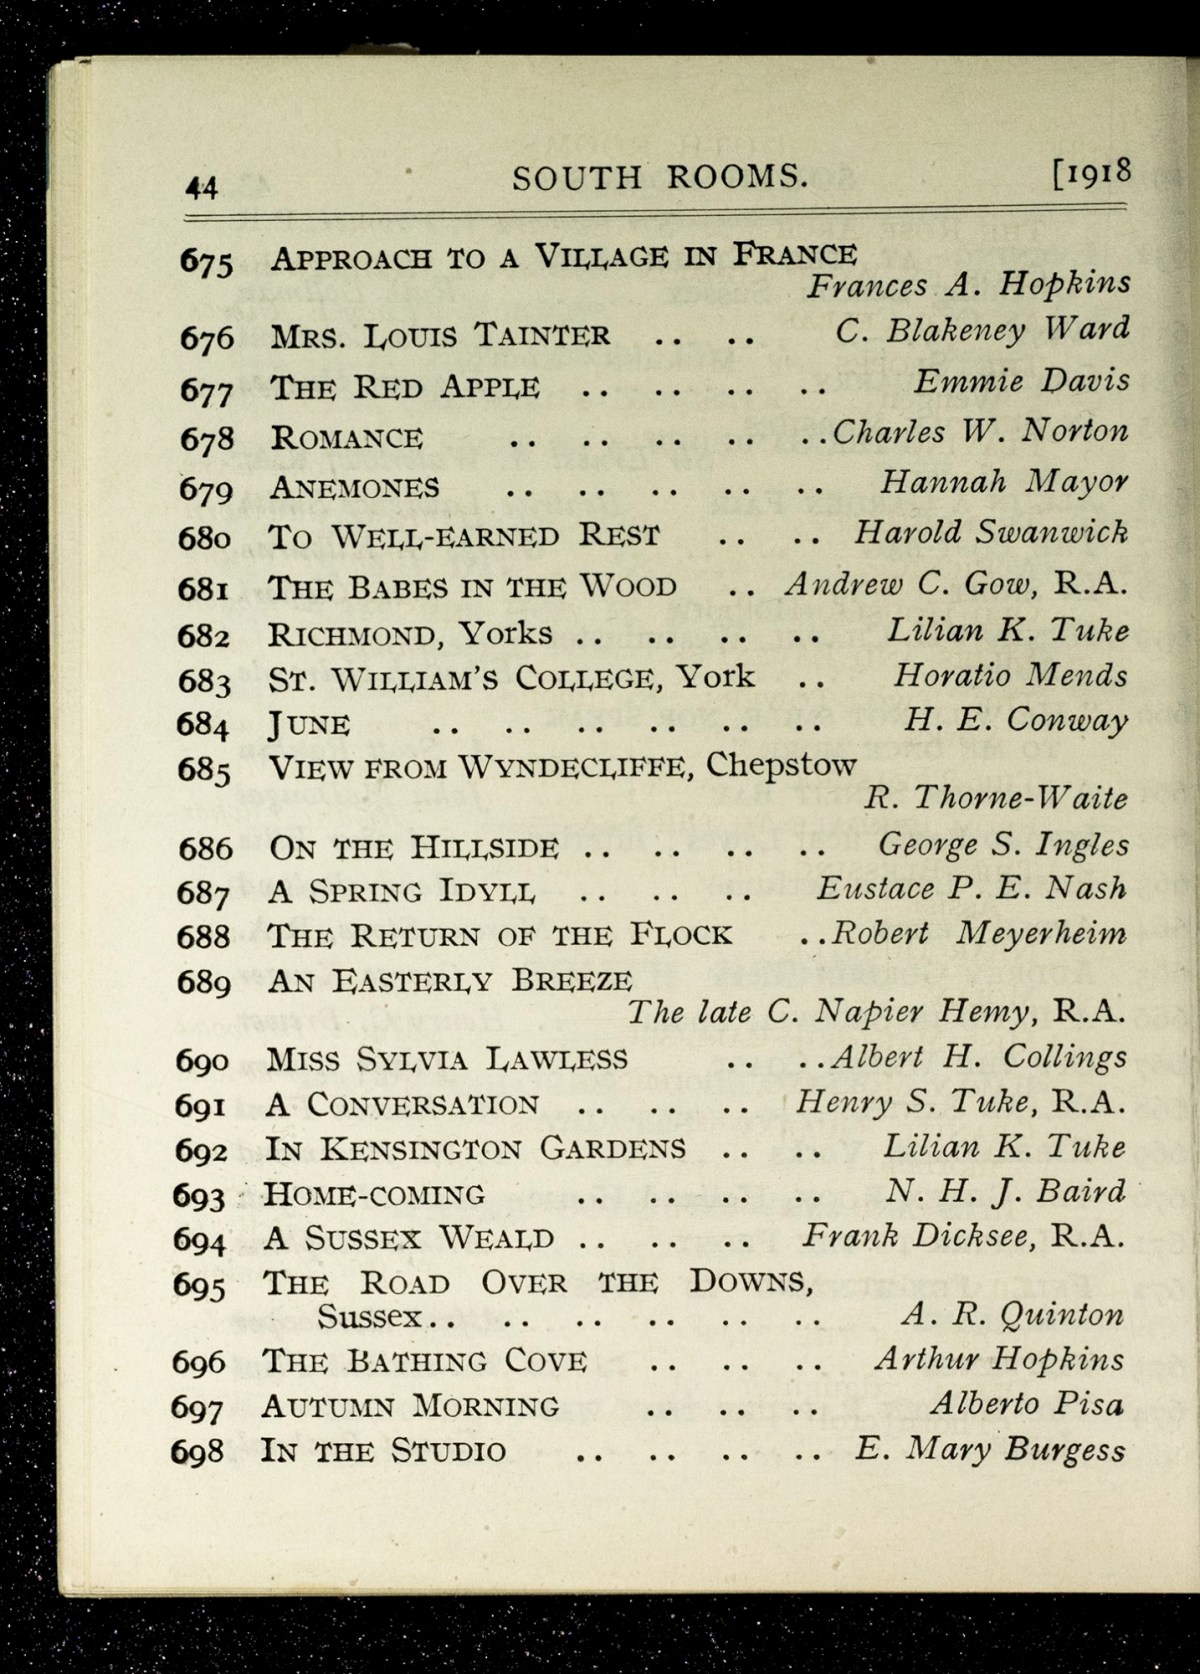 44 SOUTH ROOMS. [1918
675 APPROACH TO A VILLAGE IN FRANCE
Frances A. Hopkins
676 MRS. LOUIS TAINTER .. .. C. Blakeney Ward
677 THE RED APPLE .. .. .. .. Emmie Davis
678 ROMANCE .. .. .. .. .. Charles W. Norton
679 ANEMONES .. .. .. .. .. Hannah Mayor
680 TO WELL-EARNED REST .. .. Harold Swanwick
681 THE BABES IN THE WOOD .. Andrew C. Gow, R.A.
682 RICHMOND, Yorks .. .. .. .. Lilian K. Tuke
683 ST. WILLIAM'S COLLEGE, York .. Horatio Mends
684 JUNE .. .. .. .. .. .. H. E. Conway
685 VIEW FROM WYNDECLIFFE, Chepstow
R. Thorne-Waite
686 ON THE HILLSIDE .. .. .. .. George S. Ingles
687 A SPRING IDYLL .. .. .. Eustace P. E. Nash
688 THE RETURN OF THE FLOCK .. Robert Meyerheim
689 AN EASTERLY BREEZE
The late C. Napier Hemy, R.A.
690 MISS SYLVIA LAWLESS .. .. Albert H. Collings
691 A CONVERSATION .. .. .. Henry S. Tuke, R.A.
692 IN KENSINGTON GARDENS .. .. Lilian K. Tuke
693 HOME-COMING .. .. .. .. N. H. J. Baird
694 A SUSSEX WEALD .. .. .. Frank Dicksee, R.A.
695 THE ROAD OVER THE DOWNS,
Sussex .. .. .. .. .. .. A. R. Quinton
696 THE BATHING COVE .. .. .. Arthur Hopkins
697 AUTUMN MORNING .. .. .. Alberto Pisa
698 IN THE STUDIO .. .. .. .. E. Mary Burgess